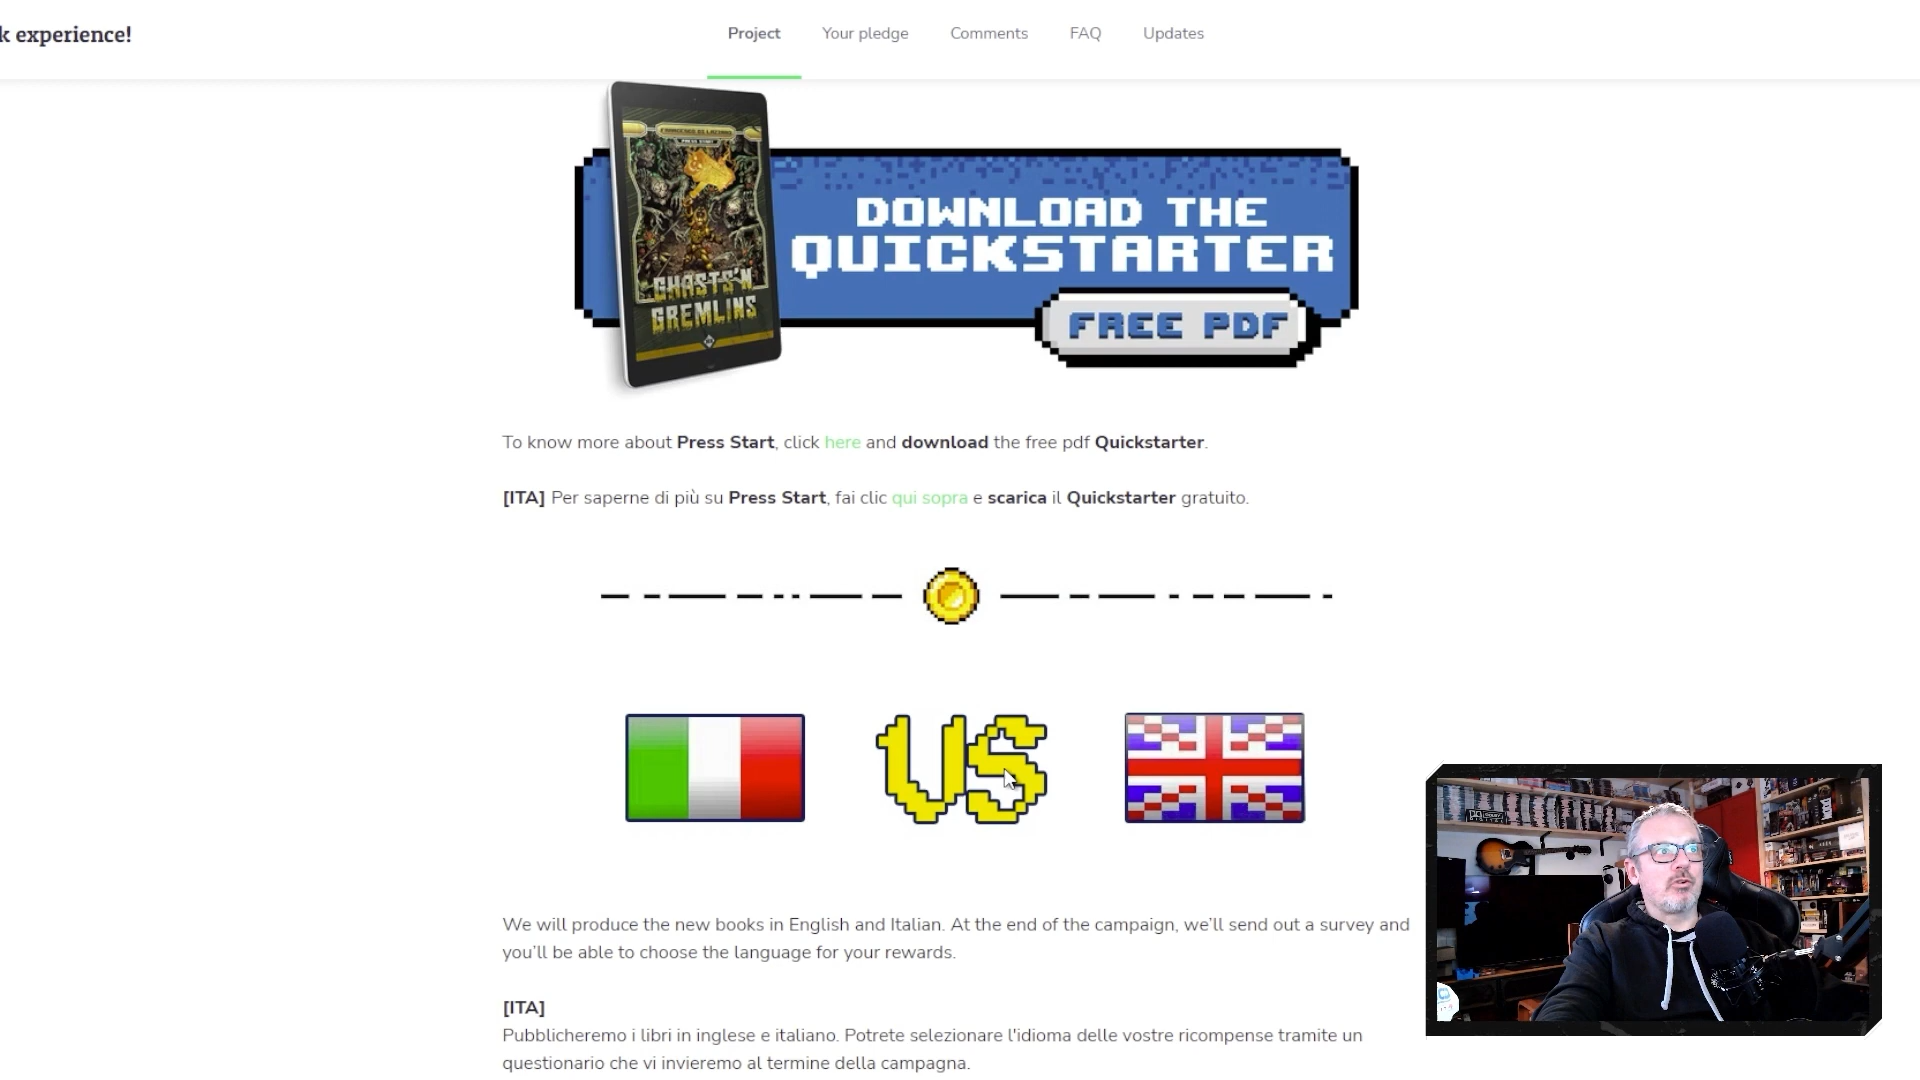 k experience!
Project
Your pledge
Comments
FAQ
Updates
PRESS START
GHASTS'N
GREMLINS
DOWNLOAD THE
QUICKSTARTER
FREE PDF
To know more about Press Start, click here and download the free pdf Quickstarter.
[ITA] Per saperne di più su Press Start, fai clic qui sopra e scarica il Quickstarter gratuito.
VS
We will produce the new books in English and Italian. At the end of the campaign, we’ll send out a survey and
you’ll be able to choose the language for your rewards.
[ITA]
Pubblicheremo i libri in inglese e italiano. Potrete selezionare l'idioma delle vostre ricompense tramite un
questionario che vi invieremo al termine della campagna.